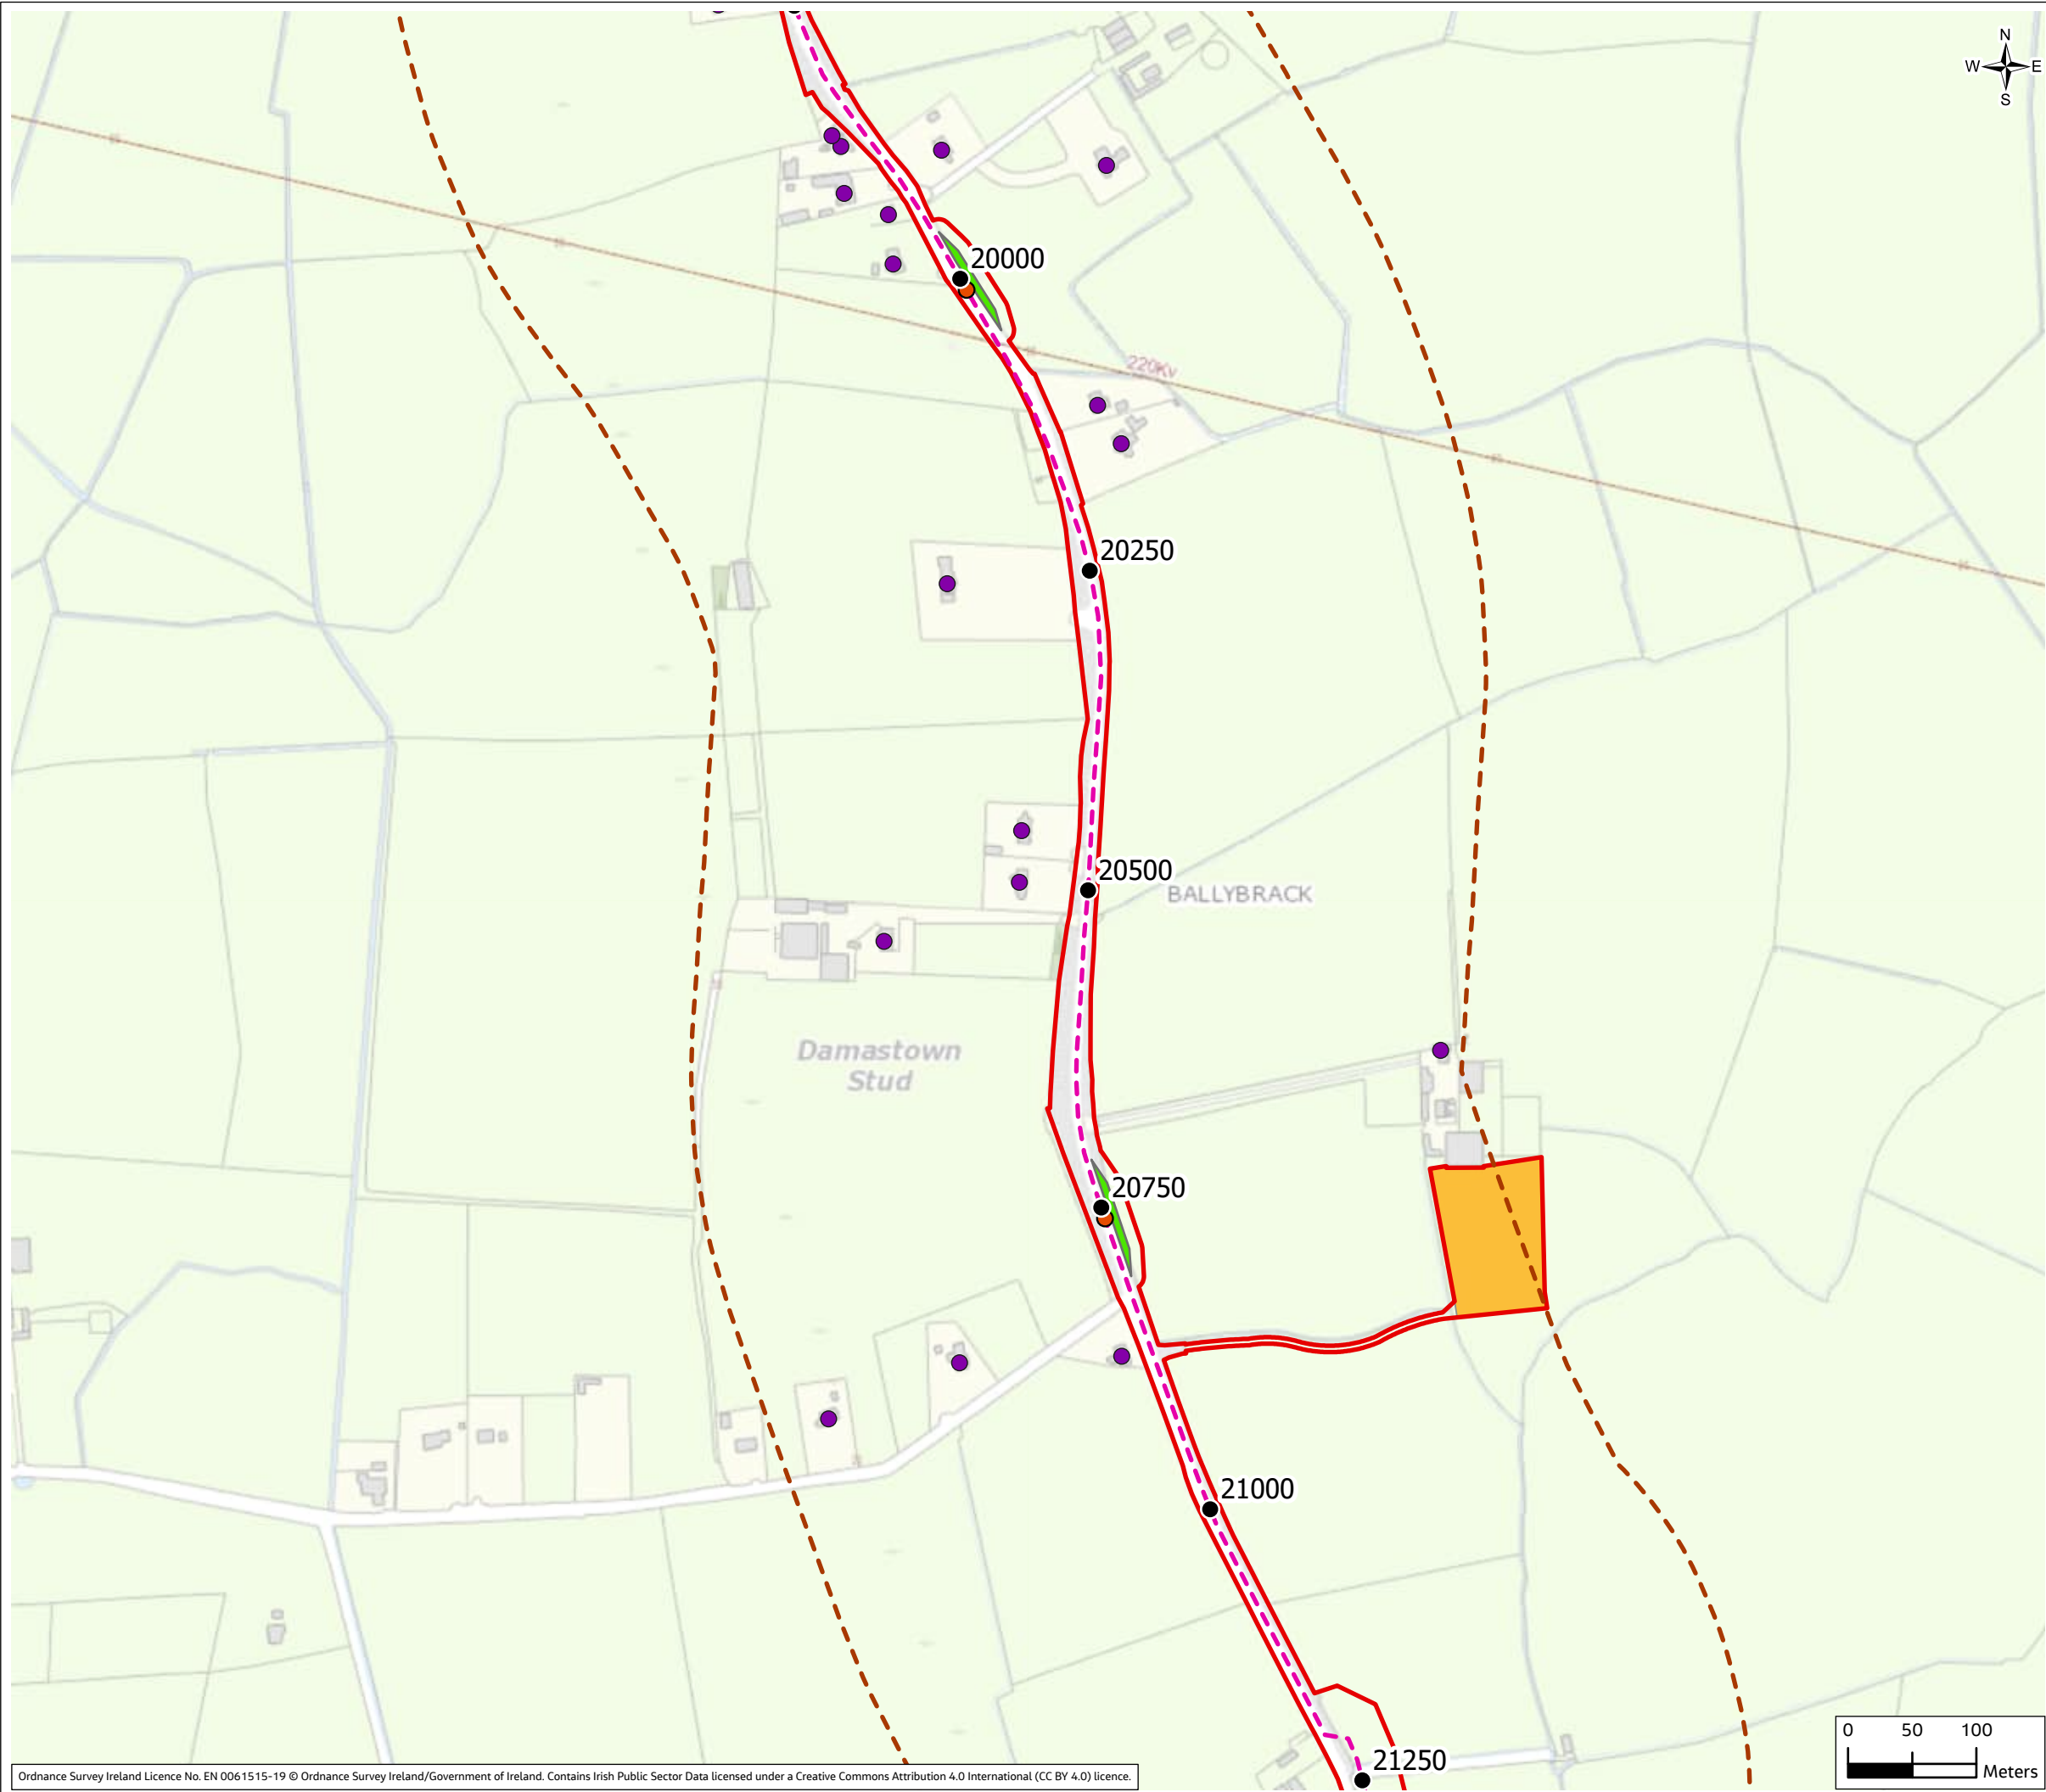 N
W E
S
20000
220Kv
20250
20500
BALLYBRACK
Damastown
Stud
20750
21000
21250
0 50 100
Meters
Ordnance Survey Ireland Licence No. EN 0061515-19 © Ordnance Survey Ireland/Government of Ireland. Contains Irish Public Sector Data licensed under a Creative Commons Attribution 4.0 International (CC BY 4.0) licence.